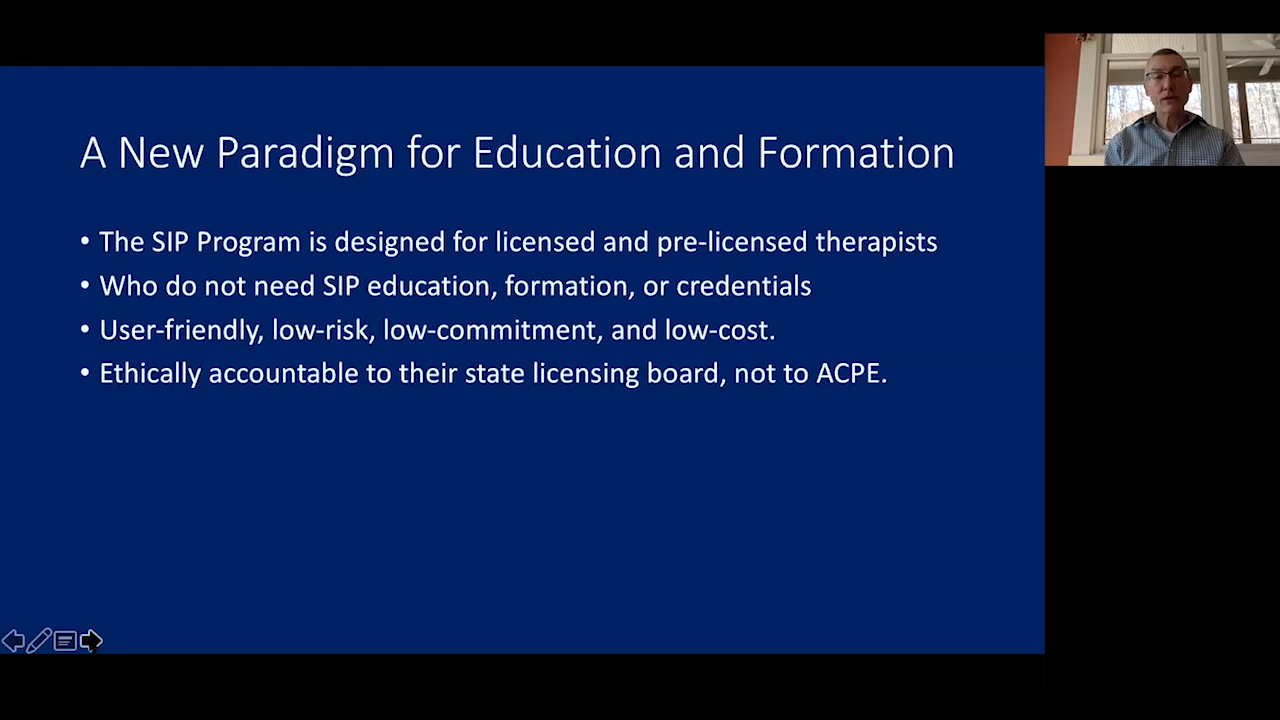 A New Paradigm for Education and Formation
• The SIP Program is designed for licensed and pre-licensed therapists
• Who do not need SIP education, formation, or credentials
• User-friendly, low-risk, low-commitment, and low-cost.
• Ethically accountable to their state licensing board, not to ACPE.